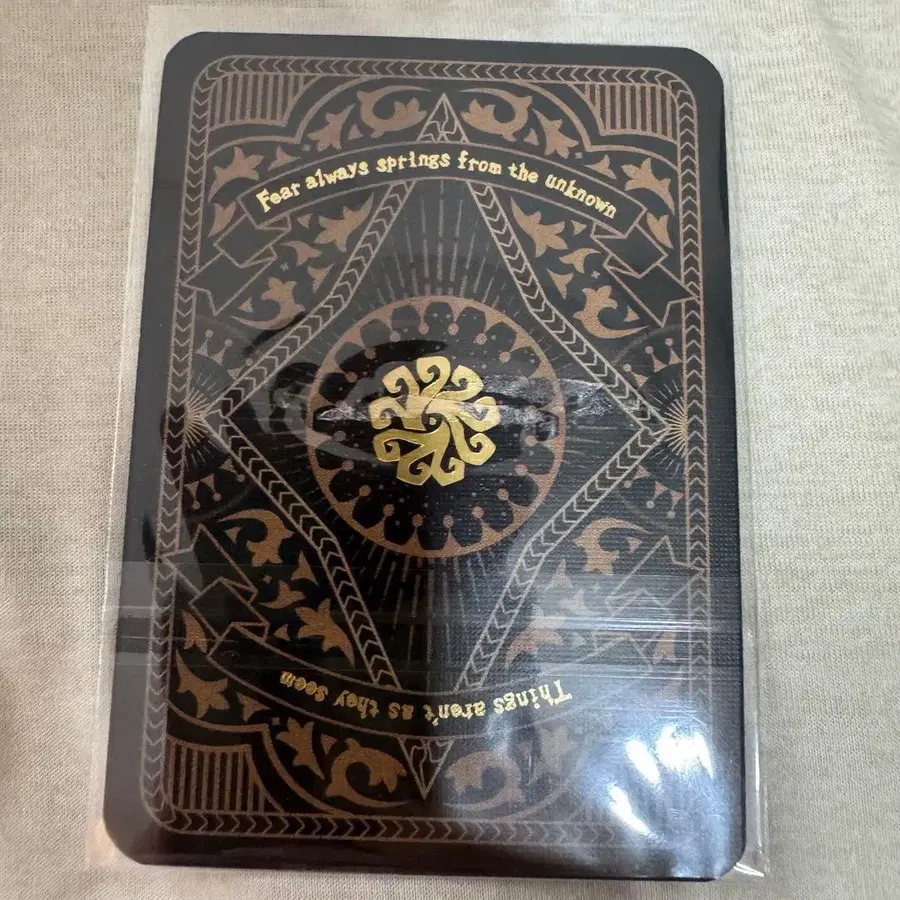 Fear always springs from the unknown
Things aren't as they seem